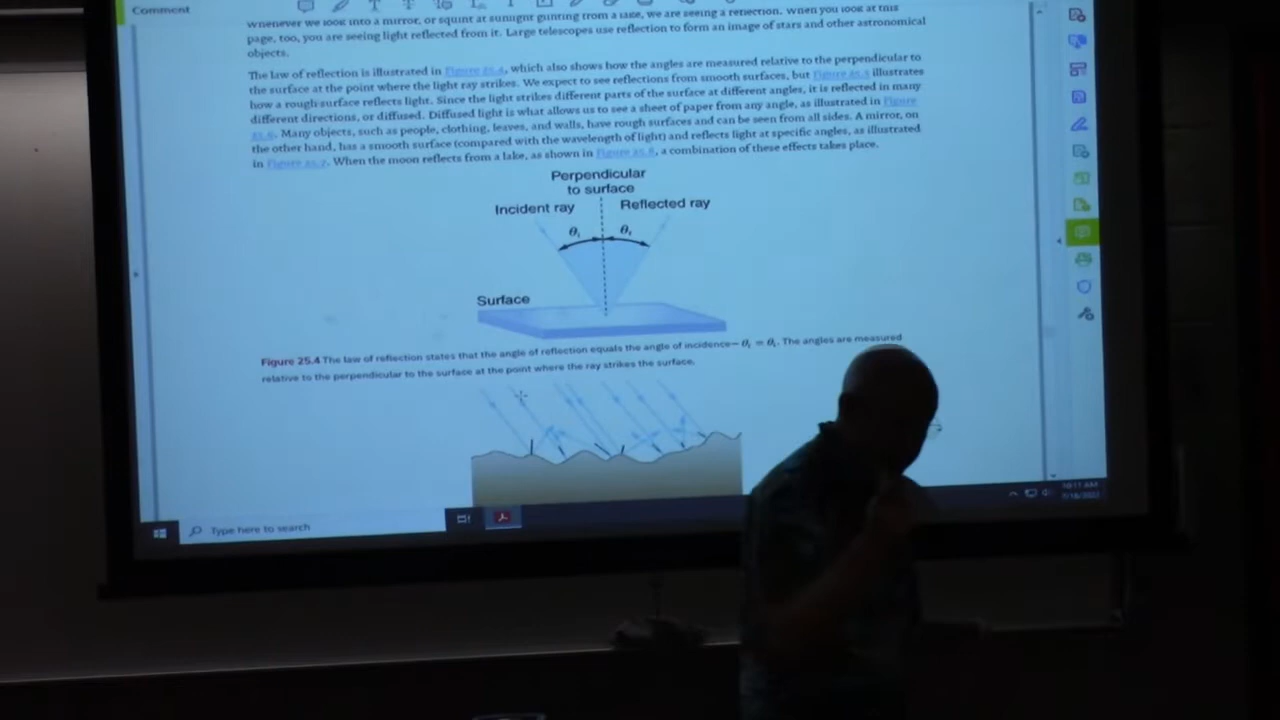 Comment
Whenever we look into a mirror, or squint at sunlight glinting from a lake, we are seeing a reflection. When you look at this
page, too, you are seeing light reflected from it. Large telescopes use reflection to form an image of stars and other astronomical
objects.
The law of reflection is illustrated in Figure 25.4, which also shows how the angles are measured relative to the perpendicular to
the surface at the point where the light ray strikes. We expect to see reflections from smooth surfaces, but Figure 25.5 illustrates
how a rough surface reflects light. Since the light strikes different parts of the surface at different angles, it is reflected in many
different directions, or diffused. Diffused light is what allows us to see a sheet of paper from any angle, as illustrated in Figure
25.6. Many objects, such as people, clothing, leaves, and walls, have rough surfaces and can be seen from all sides. A mirror, on
the other hand, has a smooth surface (compared with the wavelength of light) and reflects light at specific angles, as illustrated
in Figure 25.7. When the moon reflects from a lake, as shown in Figure 25.8, a combination of these effects takes place.
Perpendicular
to surface
Incident ray
Reflected ray
θi
θr
Surface
Figure 25.4 The law of reflection states that the angle of reflection equals the angle of incidence—θr = θi. The angles are measured
relative to the perpendicular to the surface at the point where the ray strikes the surface.
Type here to search
10:11 AM